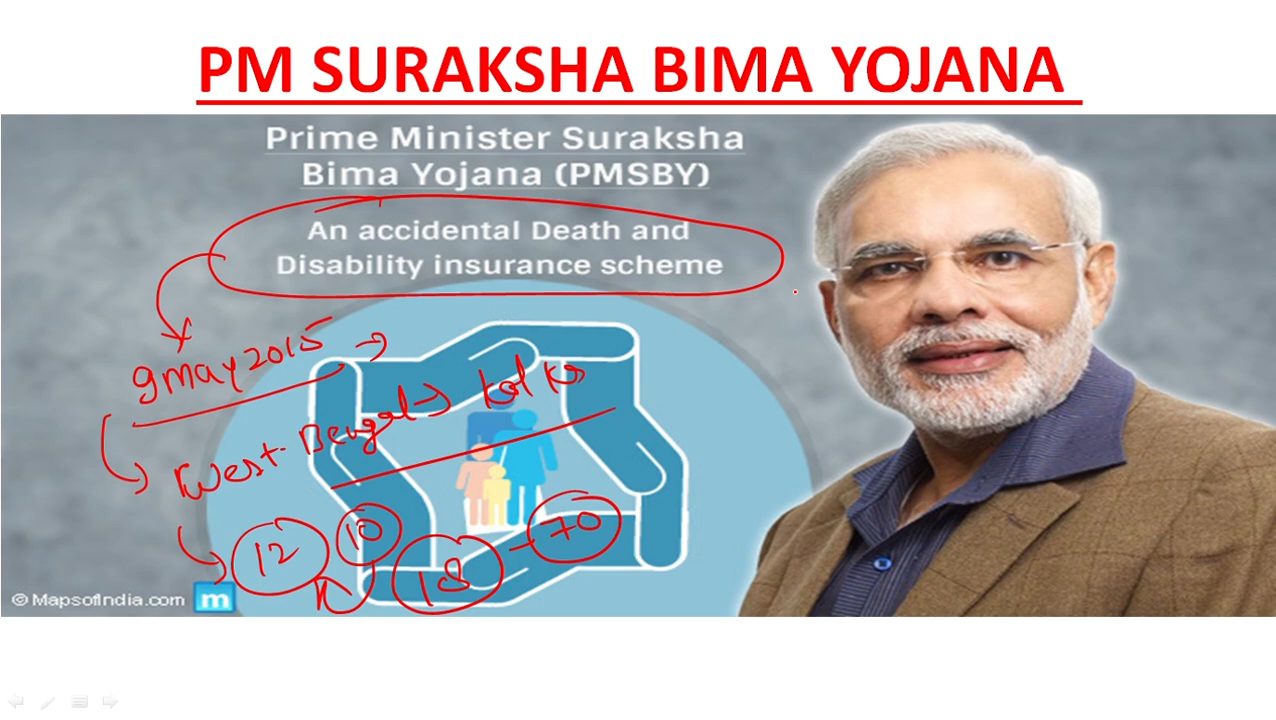 PM SURAKSHA BIMA YOJANA
Prime Minister Suraksha
Bima Yojana (PMSBY)
An accidental Death and
Disability insurance scheme
9 may 2015
West-Bengal → Kolka
12 10 18 - 70
© MapsofIndia.com m